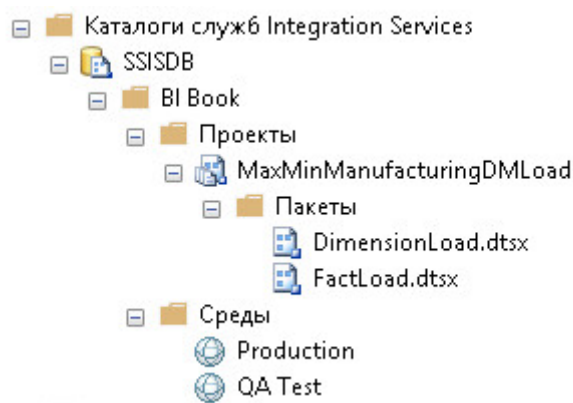 Каталоги служб Integration Services
SSISDB
BI Book
Проекты
MaxMinManufacturingDMLoad
Пакеты
DimensionLoad.dtsx
FactLoad.dtsx
Среды
Production
QA Test